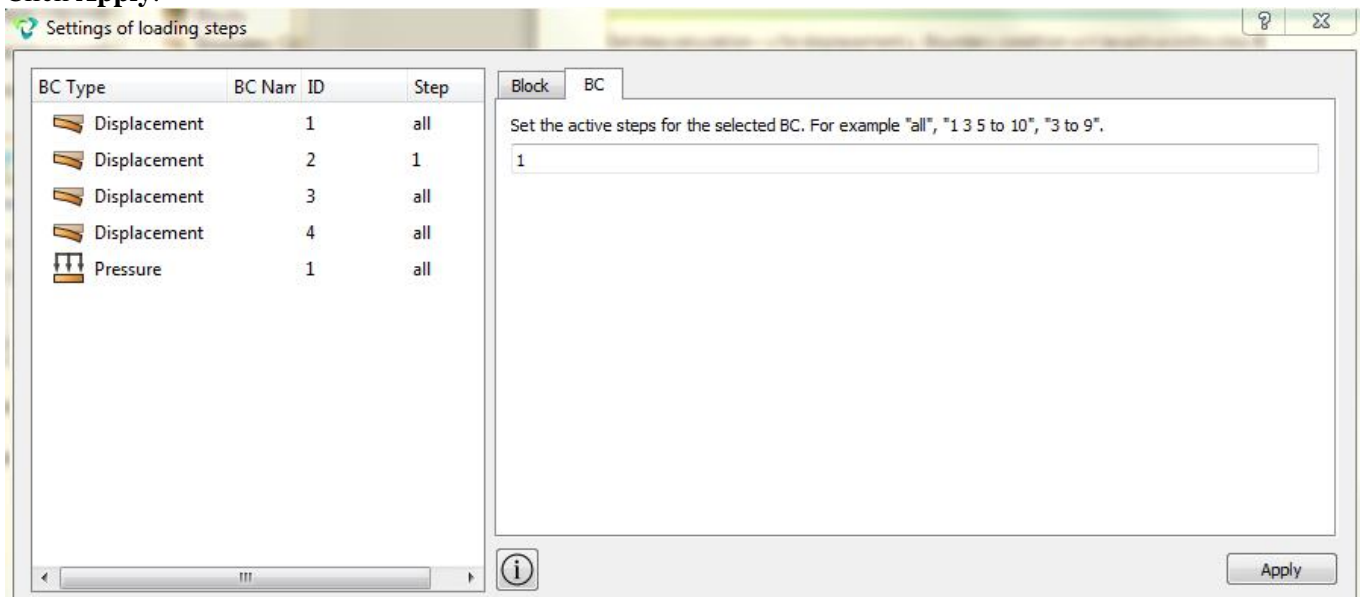 Click Apply.
Settings of loading steps
BC Type BC Nam ID Step
Displacement 1 all
Displacement 2 1
Displacement 3 all
Displacement 4 all
Pressure 1 all
Block BC
Set the active steps for the selected BC. For example "all", "1 3 5 to 10", "3 to 9".
1
Apply